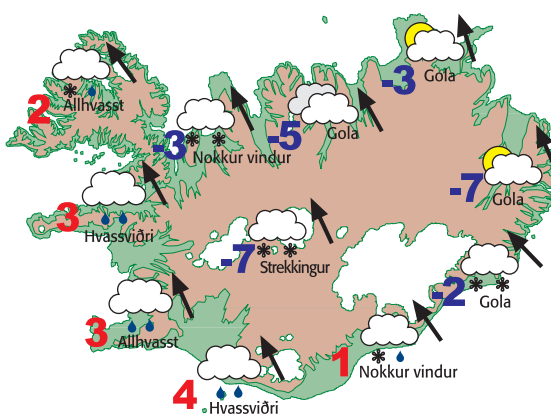 -3
Gola
2
Allhvasst
-3
Nokkur vindur
-5
Gola
-7
Gola
3
Hvassviðri
-7
Strekkingur
-2
Gola
3
Allhvasst
1
Nokkur vindur
4
Hvassviðri